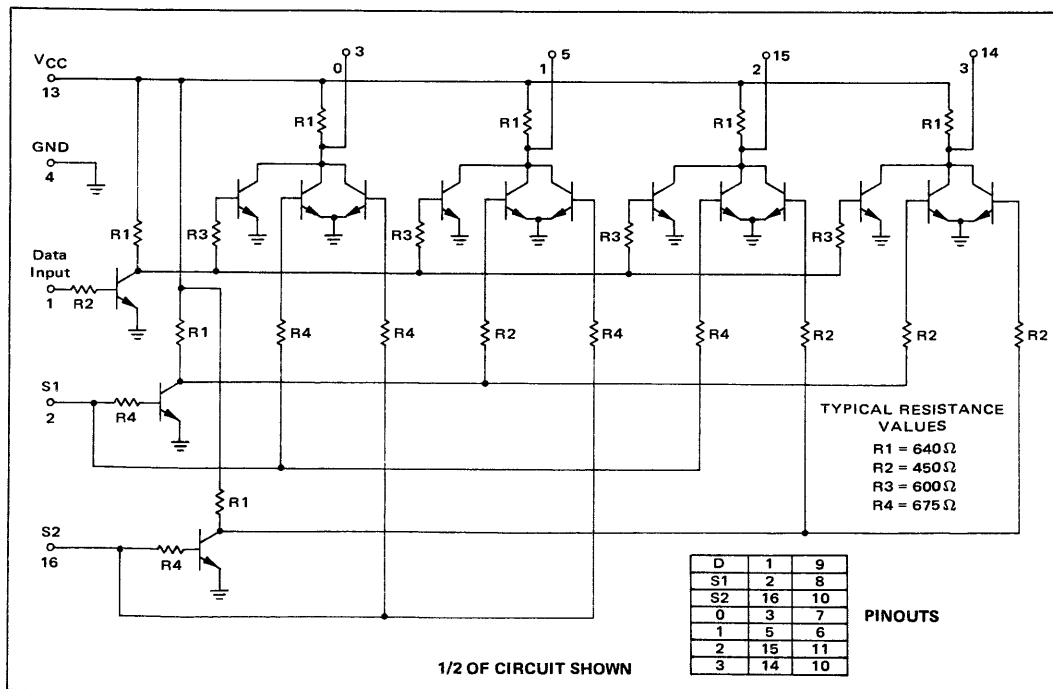 VCC
13
3
0
5
1
15
2
14
3
R1
R1
R1
R1
GND
4
R1
R3
R3
R3
R3
Data
Input
1
R2
R1
R4
R4
R2
R4
R4
R2
R2
R2
S1
2
R4
TYPICAL RESISTANCE
VALUES
R1 = 640Ω
R2 = 450Ω
R3 = 600Ω
R4 = 675Ω
R1
S2
16
R4
D 1 9
S1 2 8
S2 16 10
0 3 7
1 5 6
2 15 11
3 14 10
PINOUTS
1/2 OF CIRCUIT SHOWN